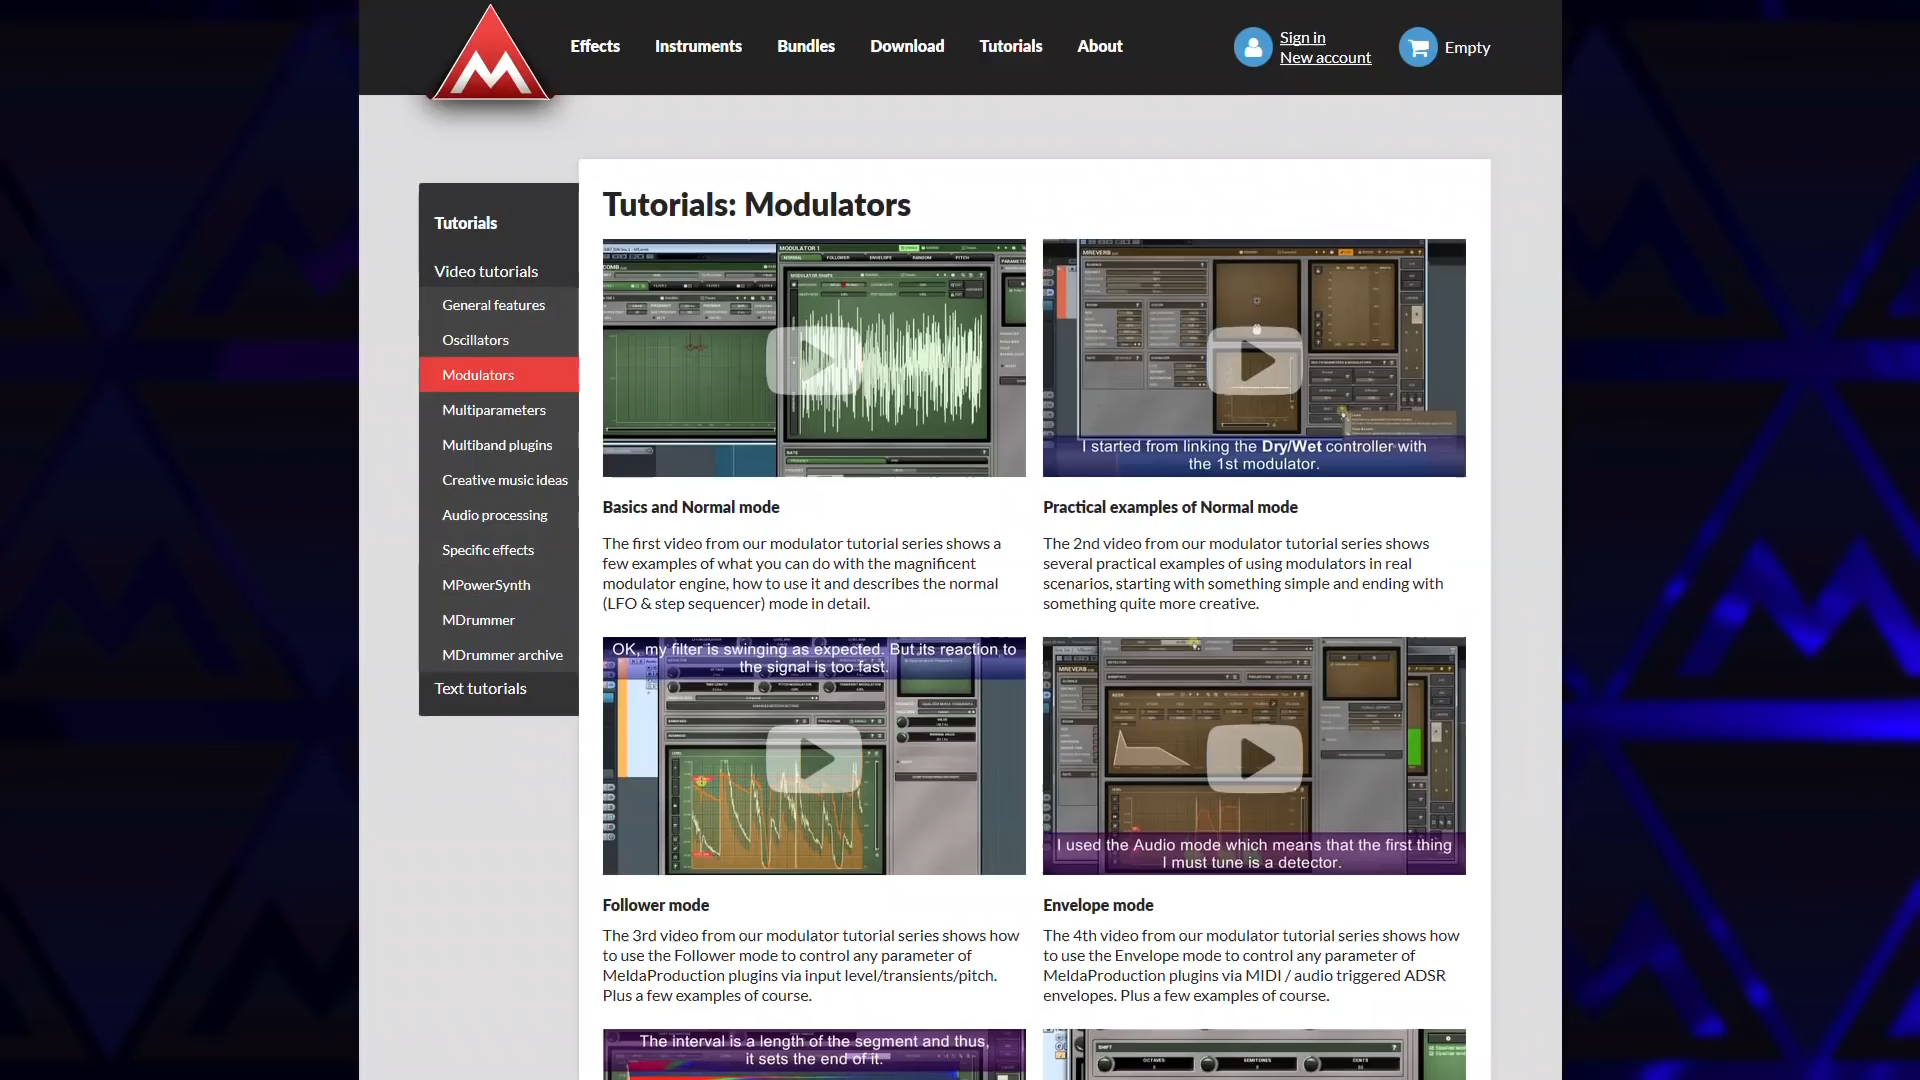 Effects
Instruments
Bundles
Download
Tutorials
About
Sign in
New account
Empty
Tutorials
Video tutorials
General features
Oscillators
Modulators
Multiparameters
Multiband plugins
Creative music ideas
Audio processing
Specific effects
MPowerSynth
MDrummer
MDrummer archive
Text tutorials
Tutorials: Modulators
MODULATOR 1
I started from linking the Dry/Wet controller with
the 1st modulator.
Basics and Normal mode
The first video from our modulator tutorial series shows a
few examples of what you can do with the magnificent
modulator engine, how to use it and describes the normal
(LFO & step sequencer) mode in detail.
Practical examples of Normal mode
The 2nd video from our modulator tutorial series shows
several practical examples of using modulators in real
scenarios, starting with something simple and ending with
something quite more creative.
OK, my filter is swinging as expected. But its reaction to
the signal is too fast.
I used the Audio mode which means that the first thing
I must tune is a detector.
Follower mode
The 3rd video from our modulator tutorial series shows how
to use the Follower mode to control any parameter of
MeldaProduction plugins via input level/transients/pitch.
Plus a few examples of course.
Envelope mode
The 4th video from our modulator tutorial series shows how
to use the Envelope mode to control any parameter of
MeldaProduction plugins via MIDI / audio triggered ADSR
envelopes. Plus a few examples of course.
The interval is a length of the segment and thus,
it sets the end of it.
SHIFT
OCTAVES
SEMITONES
CENTS